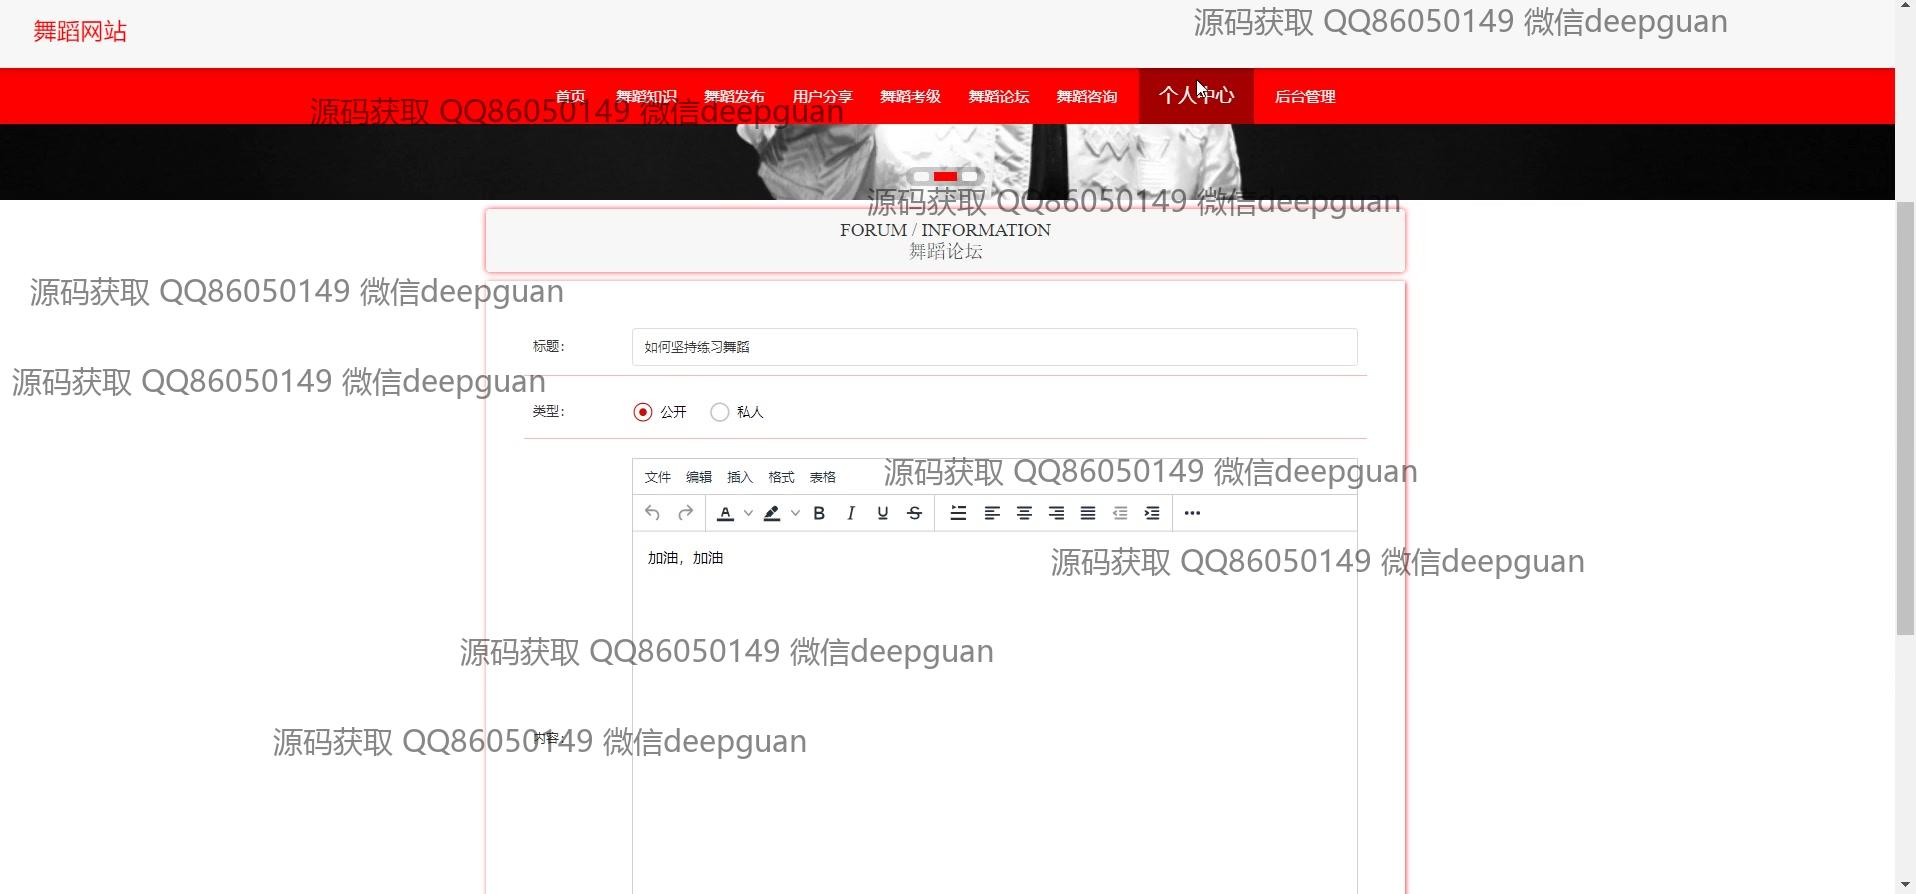 舞蹈网站
源码获取 QQ86050149 微信deepguan
首页 舞蹈知识 舞蹈发布 用户分享 舞蹈考级 舞蹈论坛 舞蹈咨询 个人中心 后台管理
源码获取 QQ86050149 微信deepguan
源码获取 QQ86050149 微信deepguan
FORUM / INFORMATION
舞蹈论坛
源码获取 QQ86050149 微信deepguan
标题: 如何坚持练习舞蹈
源码获取 QQ86050149 微信deepguan
类型: 公开 私人
文件 编辑 插入 格式 表格
源码获取 QQ86050149 微信deepguan
加油，加油
源码获取 QQ86050149 微信deepguan
源码获取 QQ86050149 微信deepguan
内容:
源码获取 QQ86050149 微信deepguan